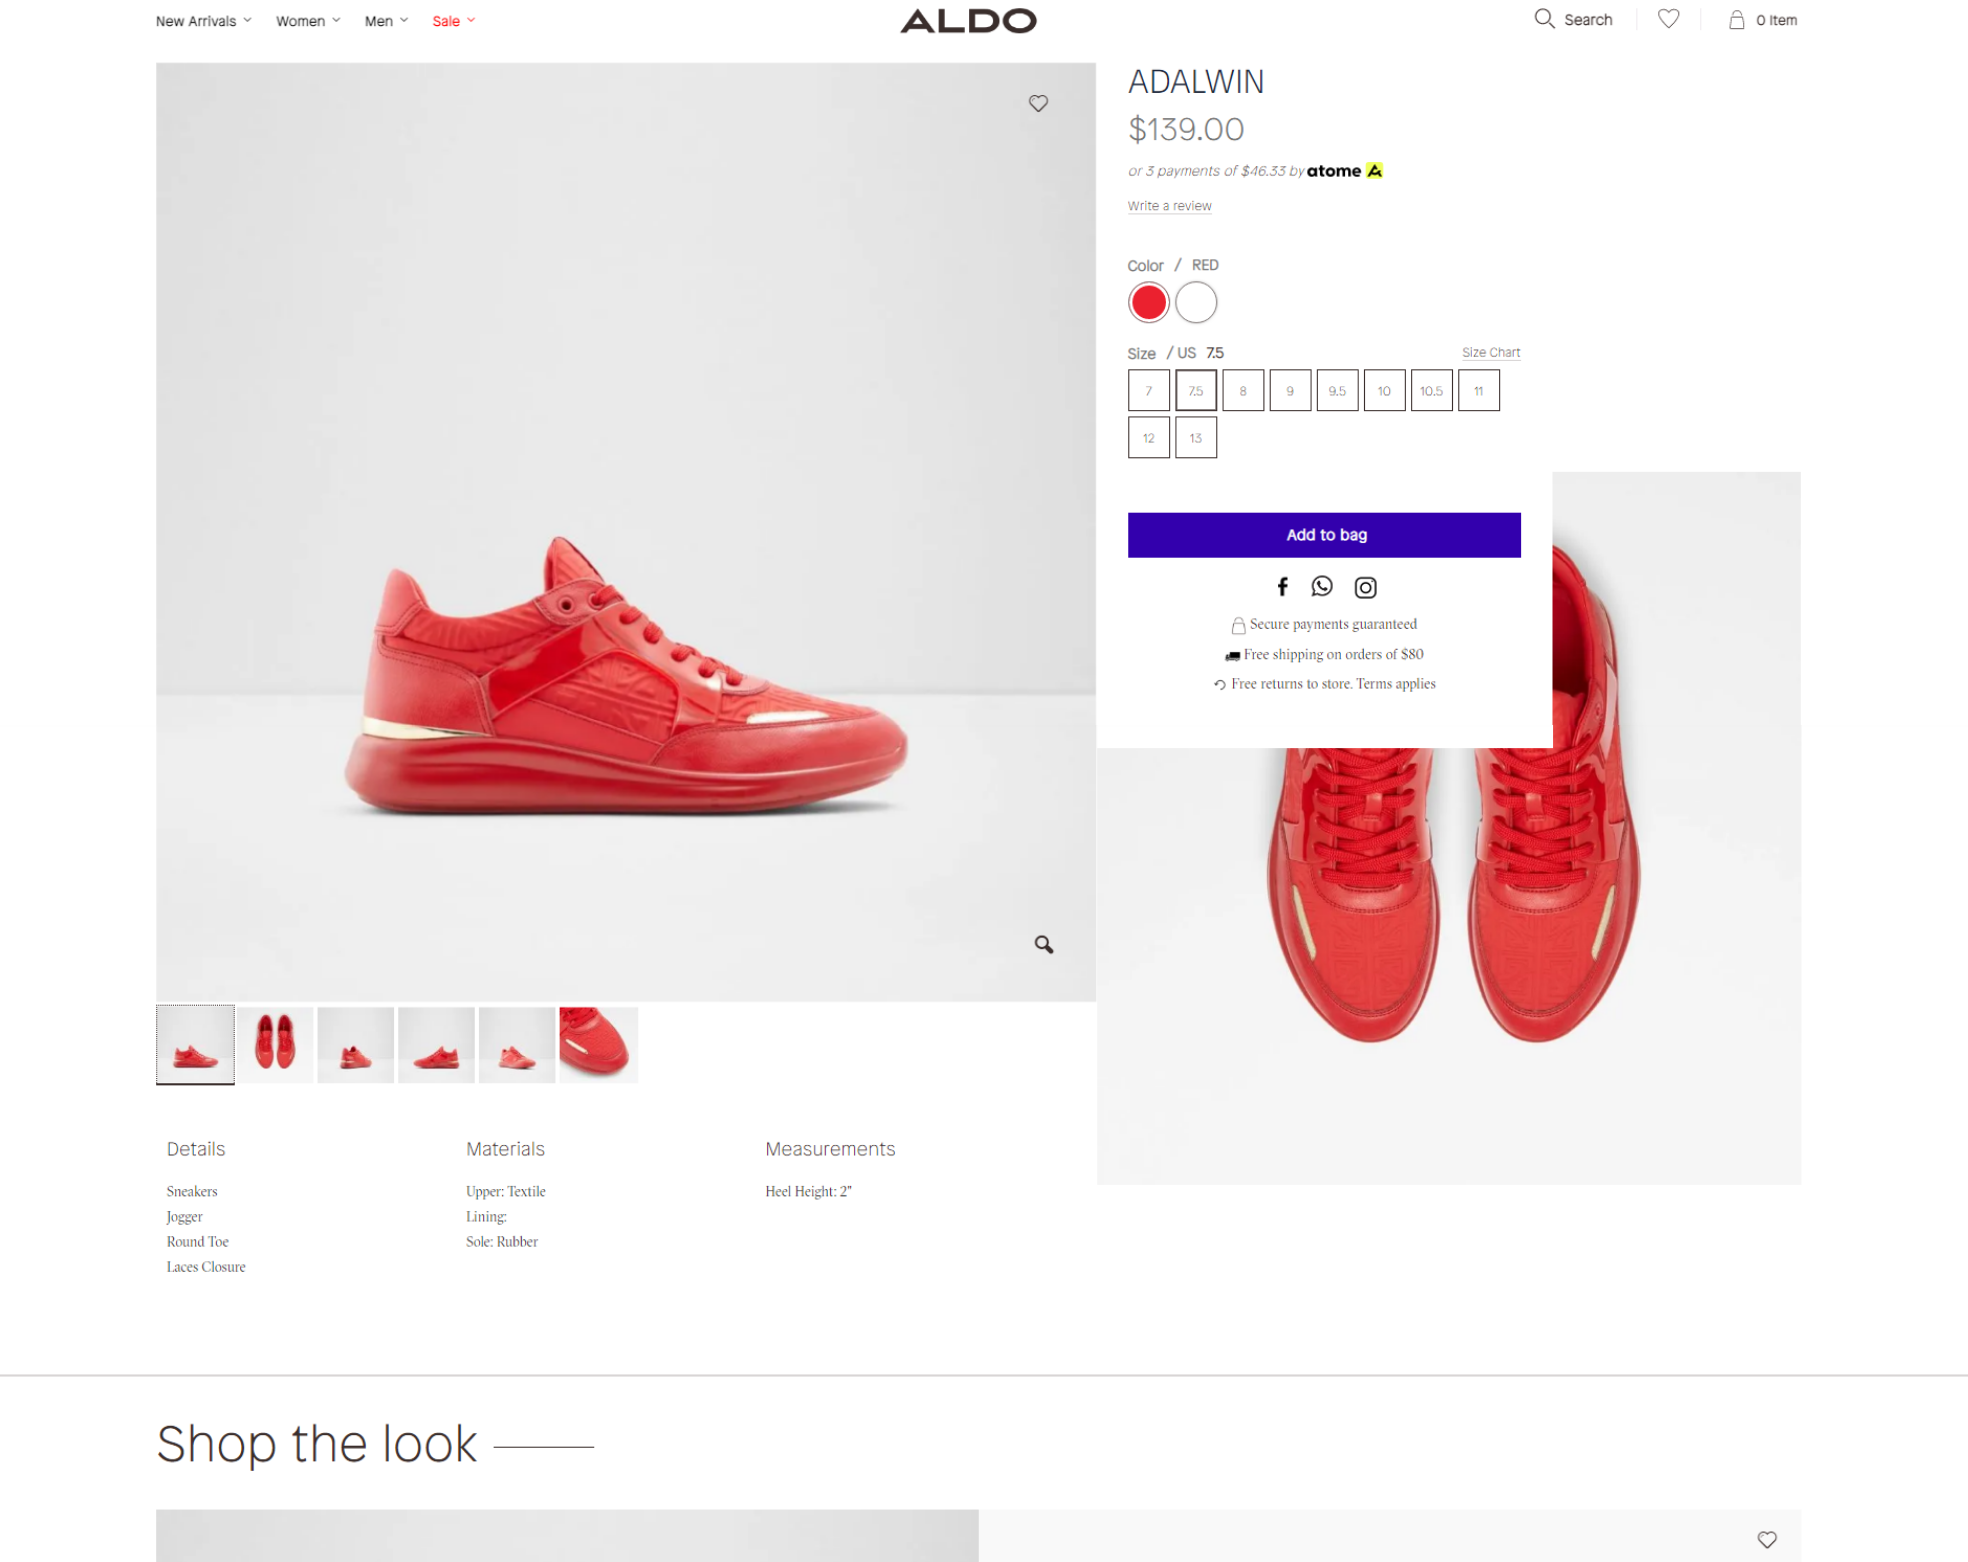 New Arrivals
Women
Men
Sale
ALDO
Search
0 Item
ADALWIN
$139.00
or 3 payments of $46.33 by atome
Write a review
Color / RED
Size / US 7.5
Size Chart
7 7.5 8 9 9.5 10 10.5 11
12 13
Add to bag
Secure payments guaranteed
Free shipping on orders of $80
Free returns to store. Terms applies
Details
Sneakers
Jogger
Round Toe
Laces Closure
Materials
Upper: Textile
Lining:
Sole: Rubber
Measurements
Heel Height: 2"
Shop the look